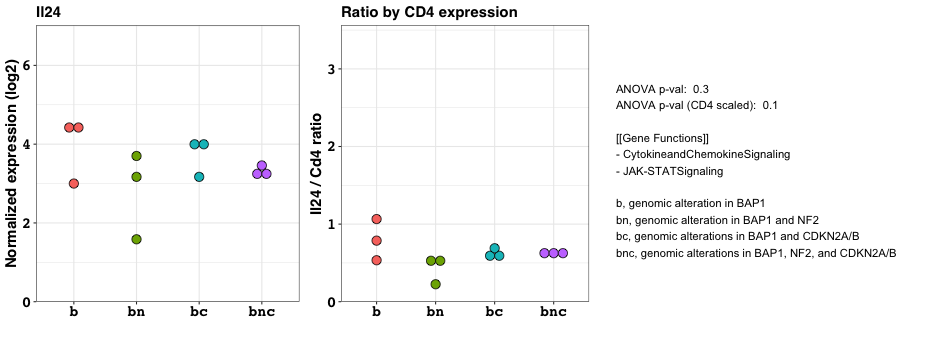 Il24
Normalized expression (log2)
6
4
2
0
b bn bc bnc
Ratio by CD4 expression
Il24 / Cd4 ratio
3
2
1
0
b bn bc bnc
ANOVA p-val: 0.3
ANOVA p-val (CD4 scaled): 0.1
[[Gene Functions]]
- CytokineandChemokineSignaling
- JAK-STATSignaling
b, genomic alteration in BAP1
bn, genomic alteration in BAP1 and NF2
bc, genomic alterations in BAP1 and CDKN2A/B
bnc, genomic alterations in BAP1, NF2, and CDKN2A/B